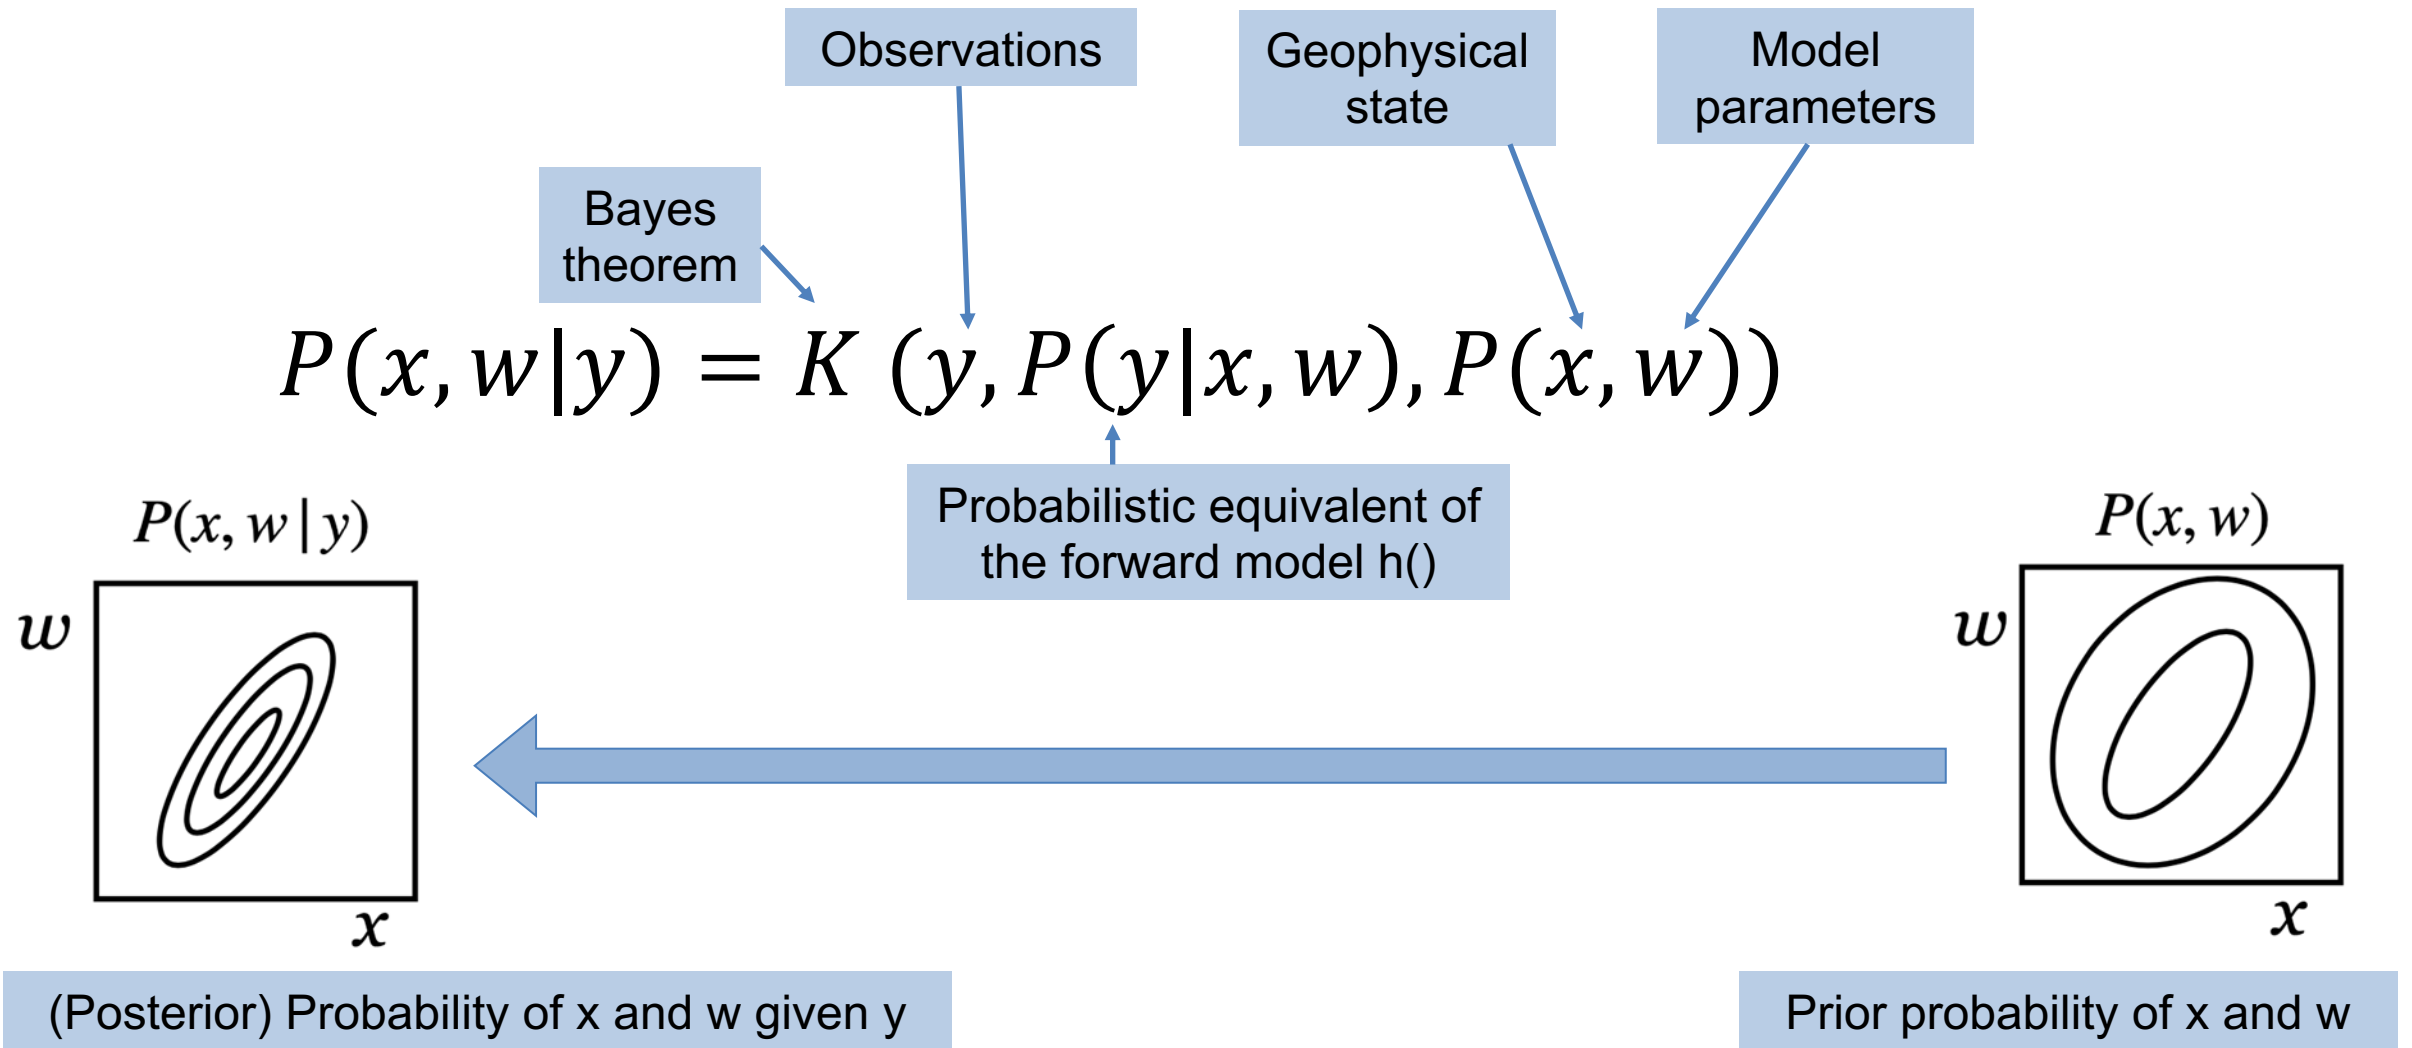 Observations
Geophysical
state
Model
parameters
Bayes
theorem
P(x, w|y) = K (y, P(y|x, w), P(x, w))
Probabilistic equivalent of
the forward model h()
P(x, w | y)
w
x
(Posterior) Probability of x and w given y
P(x, w)
w
x
Prior probability of x and w